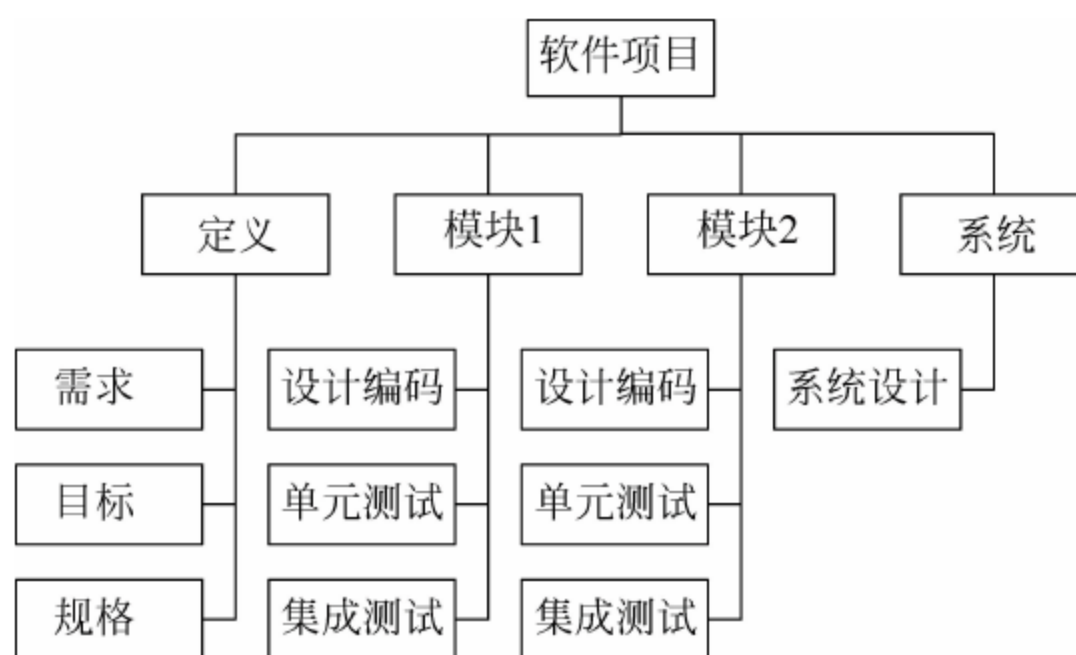 软件项目
定义
模块1
模块2
系统
需求
设计编码
设计编码
系统设计
目标
单元测试
单元测试
规格
集成测试
集成测试